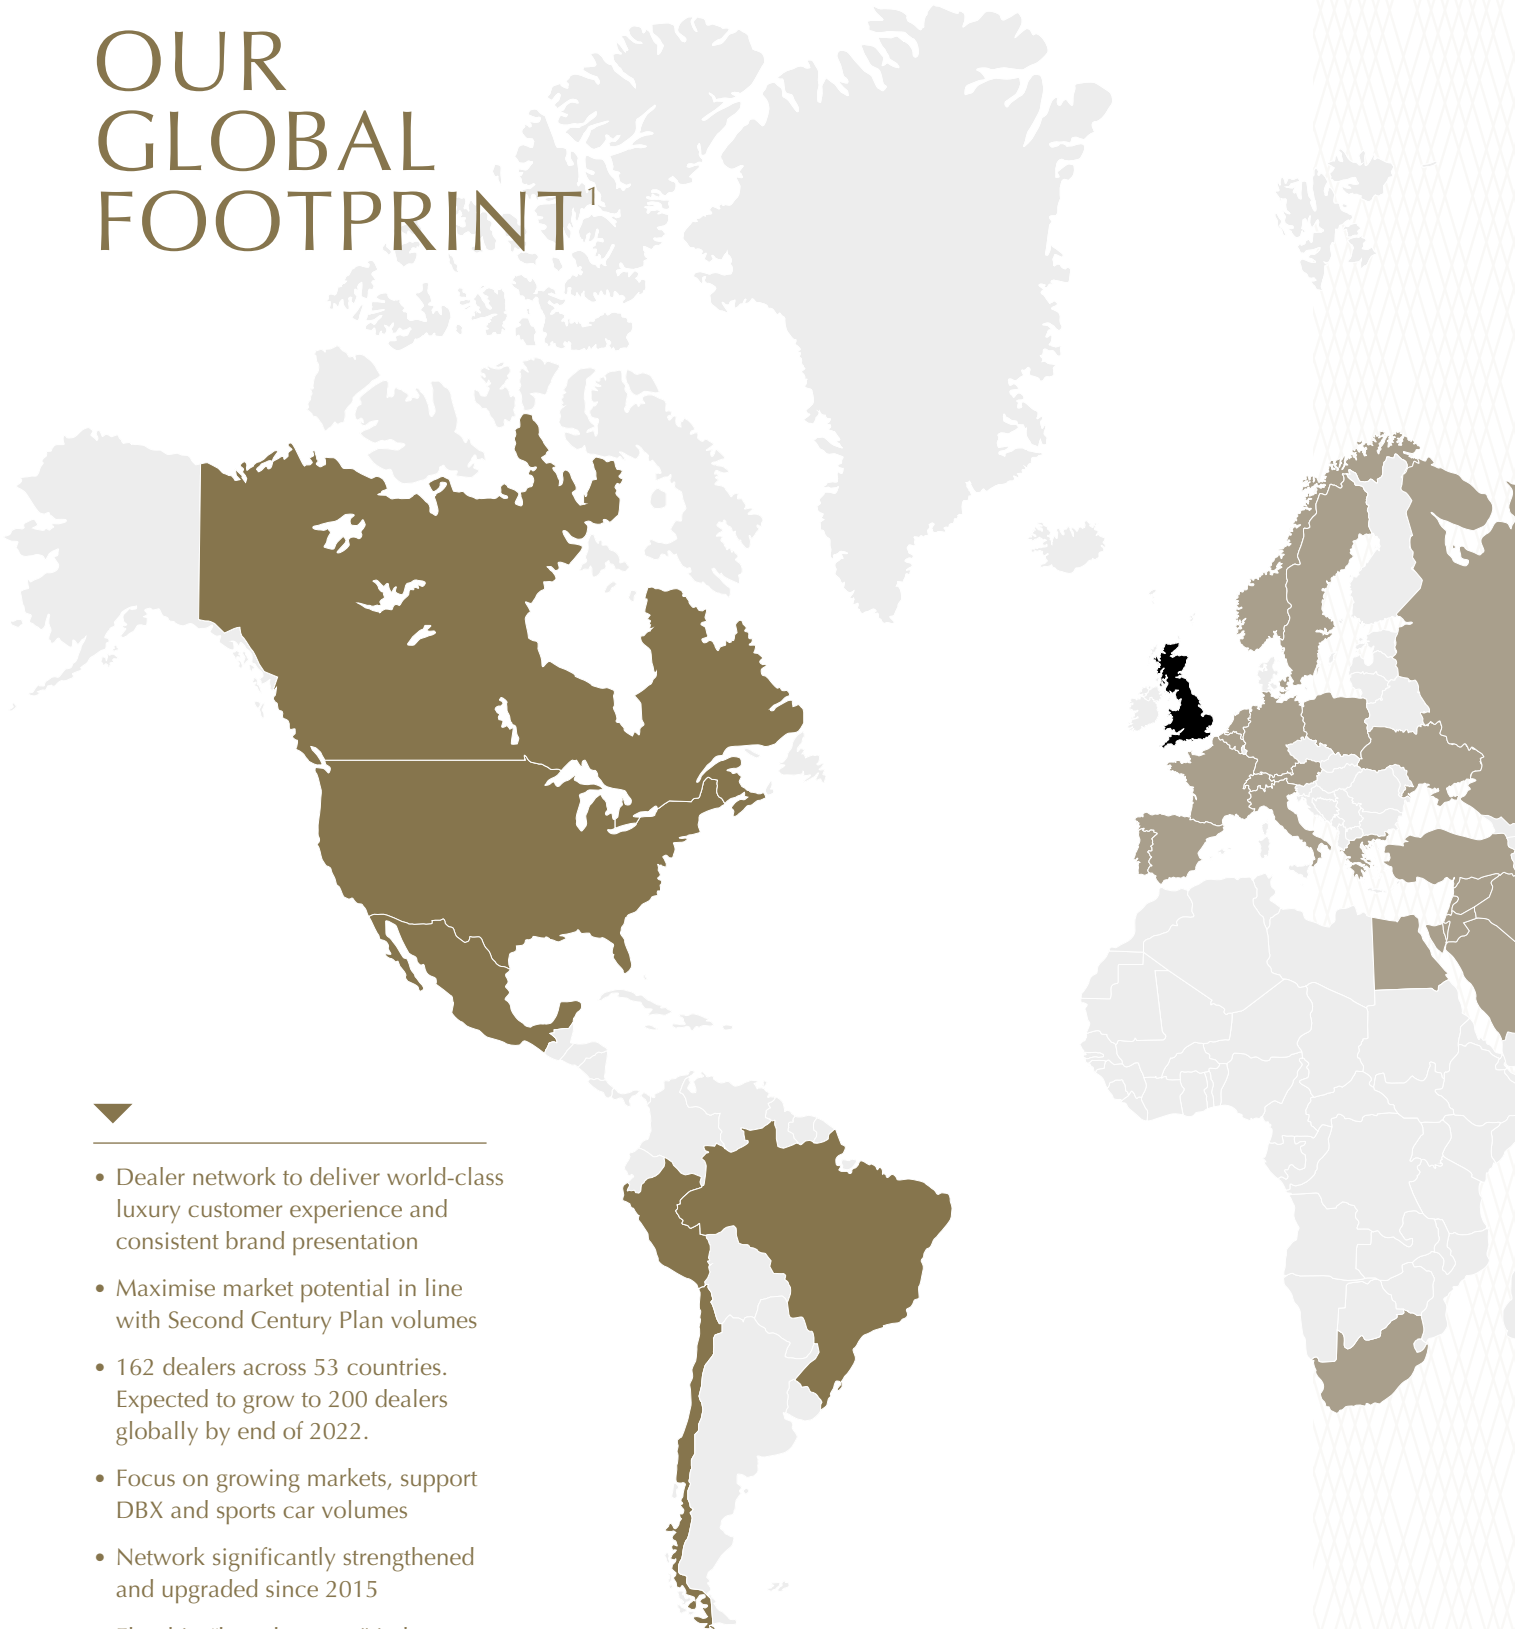 OUR
GLOBAL
FOOTPRINT¹
• Dealer network to deliver world-class
luxury customer experience and
consistent brand presentation
• Maximise market potential in line
with Second Century Plan volumes
• 162 dealers across 53 countries.
Expected to grow to 200 dealers
globally by end of 2022.
• Focus on growing markets, support
DBX and sports car volumes
• Network significantly strengthened
and upgraded since 2015